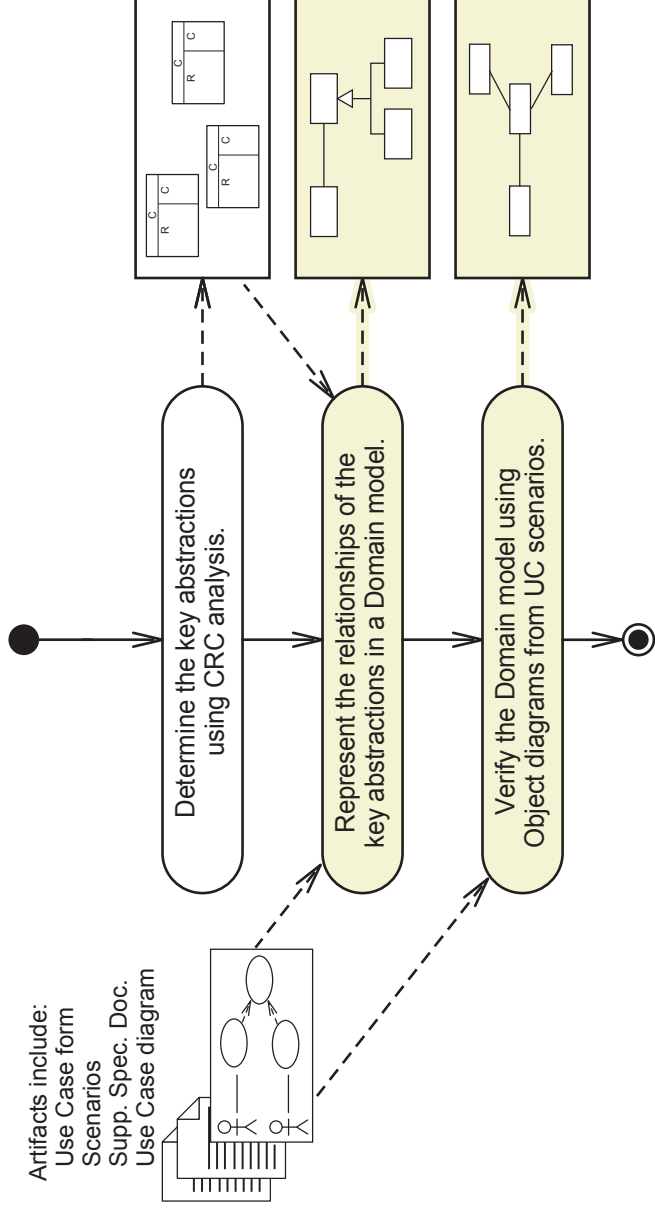 Artifacts include:
Use Case form
Scenarios
Supp. Spec. Doc.
Use Case diagram
Determine the key abstractions
using CRC analysis.
C
R C
C
R C
C
R C
Represent the relationships of the
key abstractions in a Domain model.
Verify the Domain model using
Object diagrams from UC scenarios.